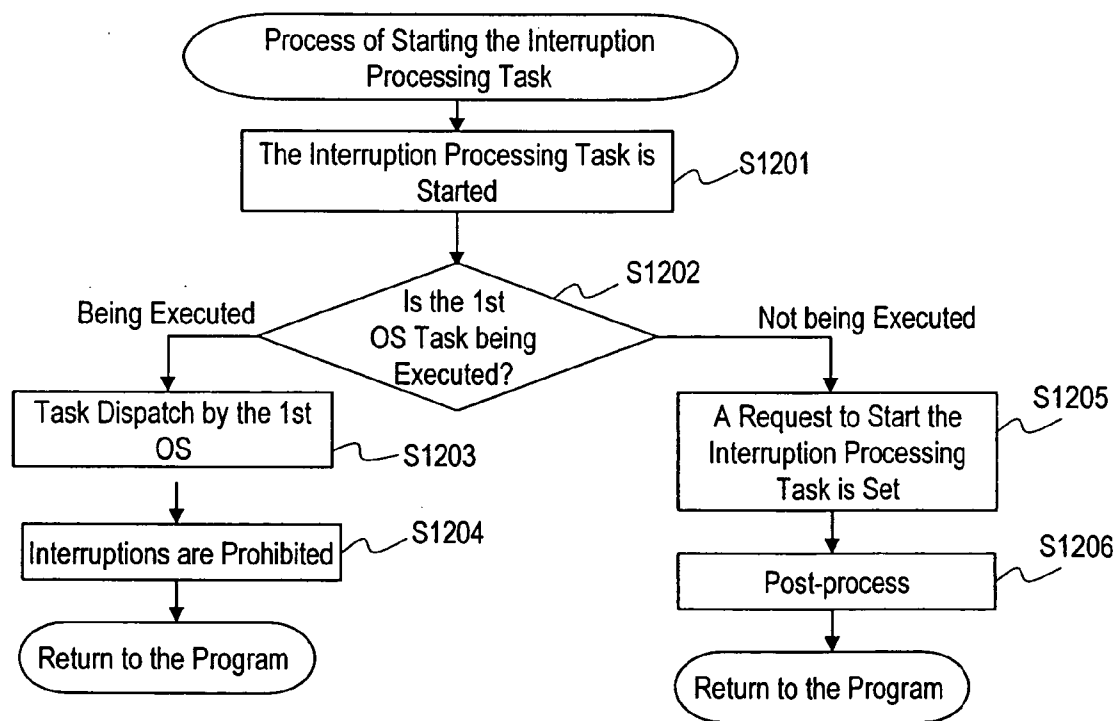 Process of Starting the Interruption
Processing Task
The Interruption Processing Task is
Started
S1201
S1202
Is the 1st
OS Task being
Executed?
Being Executed
Not being Executed
Task Dispatch by the 1st
OS
S1203
Interruptions are Prohibited
S1204
Return to the Program
A Request to Start the
Interruption Processing
Task is Set
S1205
Post-process
S1206
Return to the Program